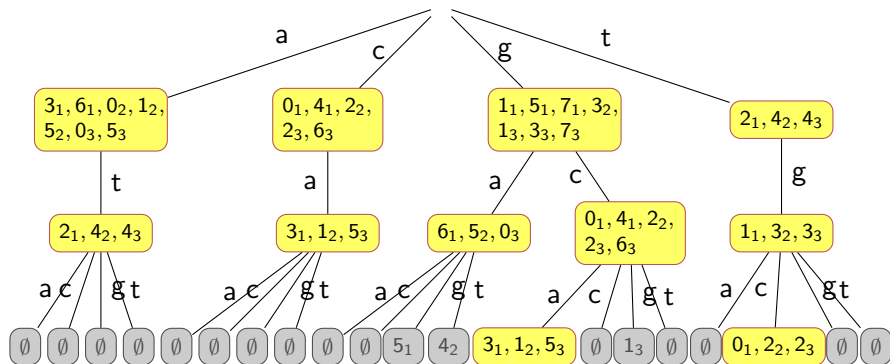 a
c
g
t
3₁, 6₁, 0₂, 1₂,
5₂, 0₃, 5₃
0₁, 4₁, 2₂,
2₃, 6₃
1₁, 5₁, 7₁, 3₂,
1₃, 3₃, 7₃
2₁, 4₂, 4₃
t
a
a
c
g
2₁, 4₂, 4₃
3₁, 1₂, 5₃
6₁, 5₂, 0₃
0₁, 4₁, 2₂,
2₃, 6₃
1₁, 3₂, 3₃
a c g t a c g t a c g t a c g t a c g t
∅ ∅ ∅ ∅ ∅ ∅ ∅ ∅ ∅ ∅ 5₁ 4₂ 3₁, 1₂, 5₃ ∅ 1₃ ∅ ∅ 0₁, 2₂, 2₃ ∅ ∅